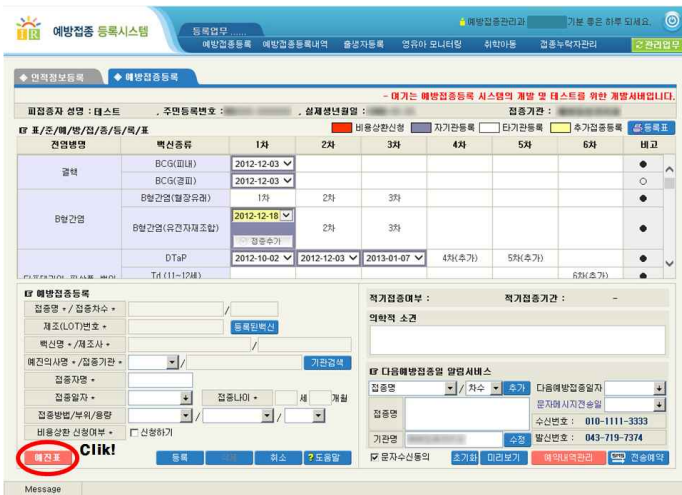 IR 예방접종 등록시스템
등록업무 ......
예방접종관리과 기분 좋은 하루 되세요.
예방접종등록 예방접종등록내역 출생자등록 영유아 모니터링 취학아동 접종누락자관리 관리업무
◆ 인적정보등록 ◆ 예방접종등록
- 여기는 예방접종등록 시스템의 개발 및 테스트를 위한 개발서버입니다.
피접종자 성명 : 테스트 , 주민등록번호 : , 실제생년월일 : 접종기관 :
표/준/예/방/접/종/등/록/표 비용상환신청 자기관등록 타기관등록 추가접종등록 등록표
전염병명 백신종류 1차 2차 3차 4차 5차 6차 비고
결핵 BCG(피내) 2012-12-03 ●
BCG(경피) 2012-12-03 ○
B형간염 B형간염(혈장유래) 1차 2차 3차 ●
B형간염(유전자재조합) 2012-12-18 접종추가 2차 3차 ●
DTaP 2012-10-02 2012-12-03 2013-01-07 4차(추가) 5차(추가) ●
Td (11~12세) 6차(추가) ●
예방접종등록
접종명 * / 접종차수 * /
제조(LOT)번호 * 등록된백신
백신명 * /제조사 * /
예진의사명 * /접종기관 * / 기관검색
접종자명 *
접종일자 * 접종나이 * 세 개월
접종방법/부위/용량 / /
비용상환 신청여부 * 신청하기
예진표 Clik! 등록 취소 ?도움말
적기접종여부 : 적기접종기간 : -
의학적 소견
다음예방접종일 알림서비스
접종명 / 차수 추가 다음예방접종일자
접종명 문자메시지전송일
수신번호 : 010-1111-3333
기관명 수정 발신번호 : 043-719-7374
문자수신동의 초기화 미리보기 예약내역관리 전송예약
Message